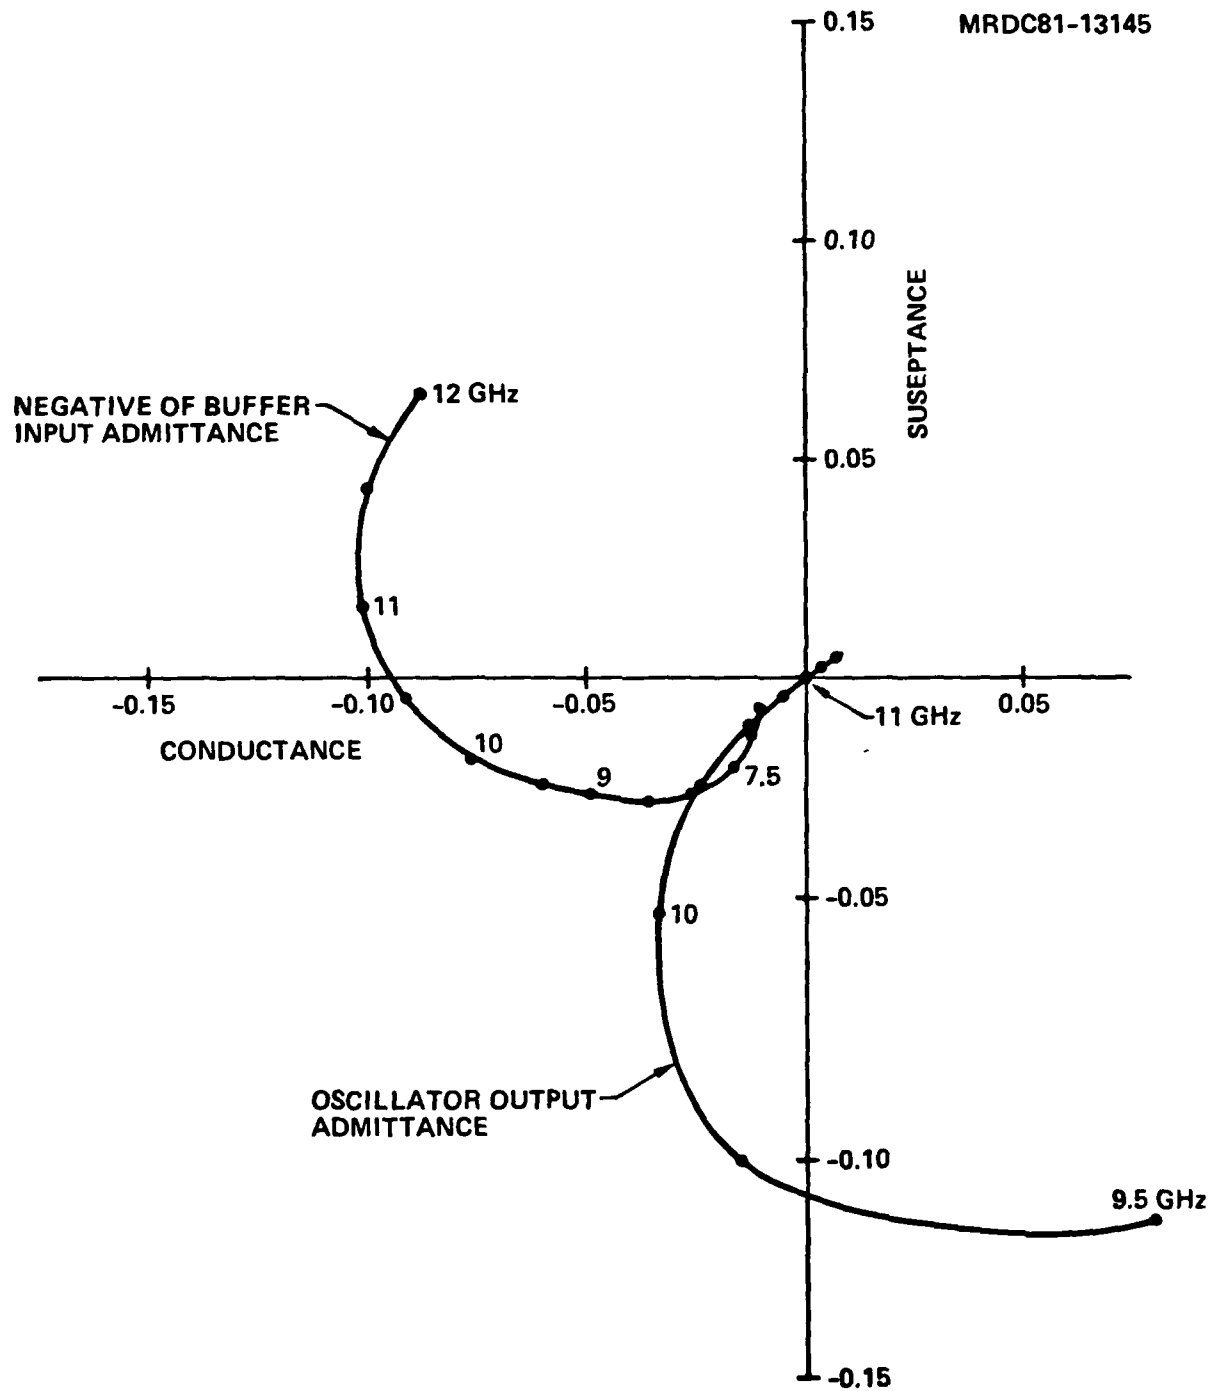 0.15
MRDC81-13145
0.10
SUSEPTANCE
12 GHz
NEGATIVE OF BUFFER
INPUT ADMITTANCE
0.05
11
-0.15
-0.10
-0.05
0.05
11 GHz
CONDUCTANCE
10
9
7.5
-0.05
10
OSCILLATOR OUTPUT
ADMITTANCE
-0.10
9.5 GHz
-0.15